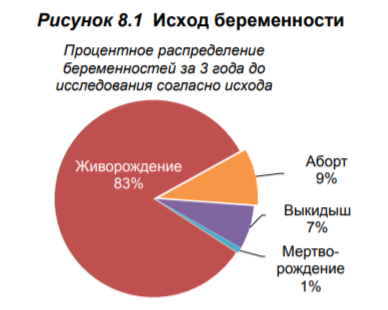 Рисунок 8.1 Исход беременности
Процентное распределение
беременностей за 3 года до
исследования согласно исхода
Живорождение
83%
Аборт
9%
Выкидыш
7%
Мертво-
рождение
1%